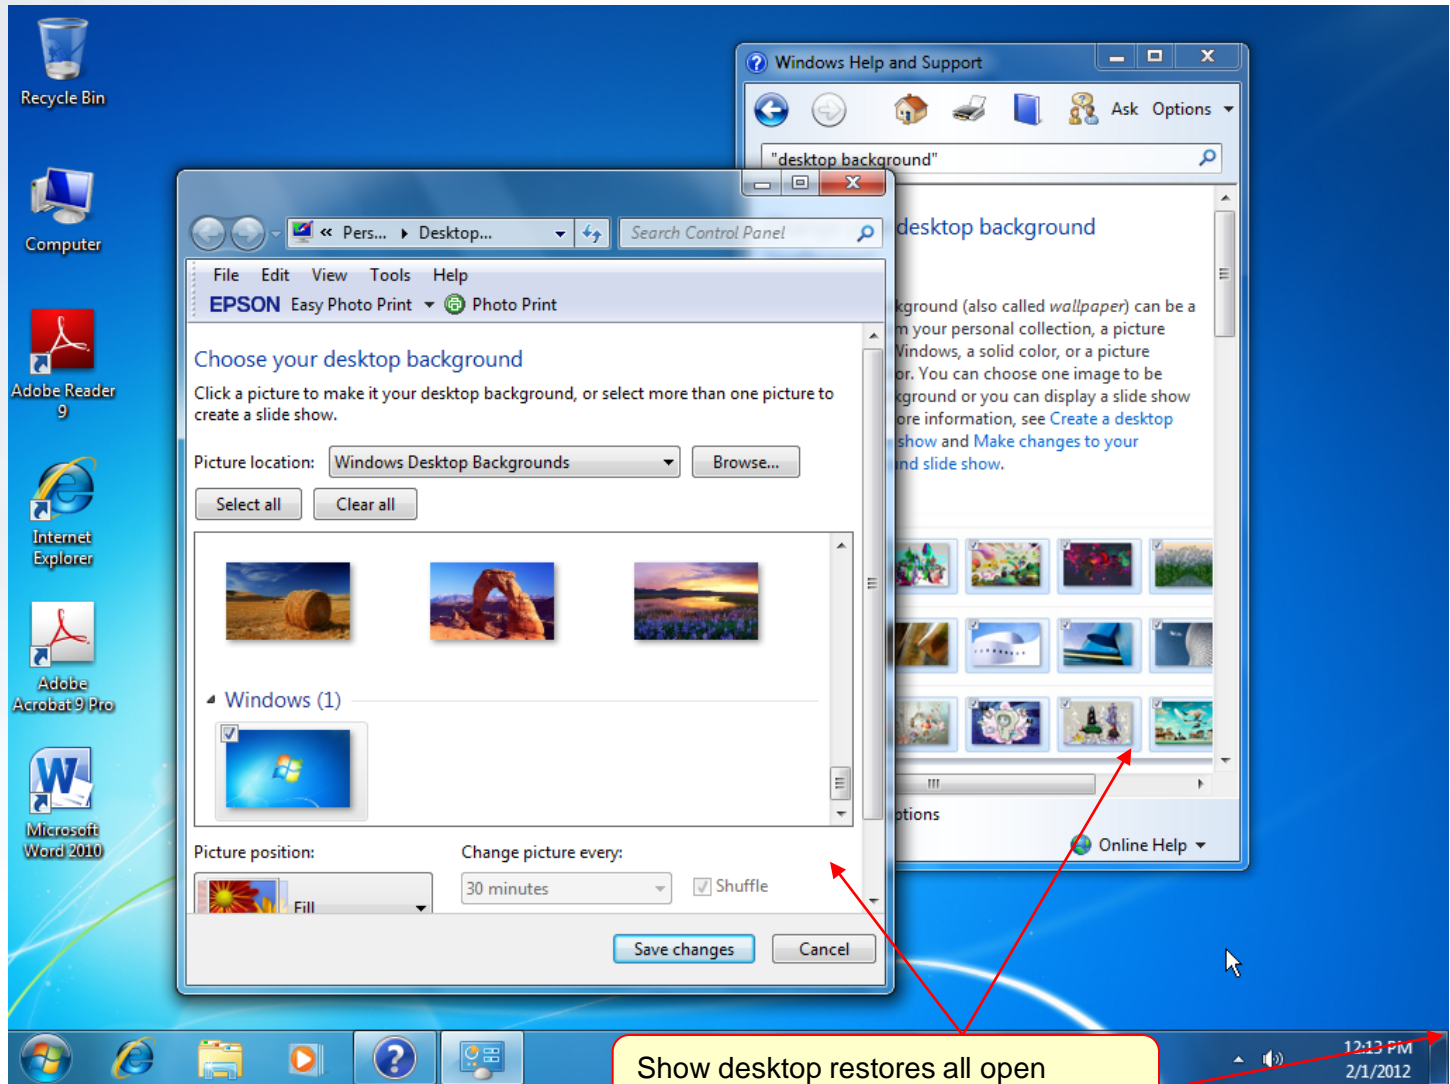 Recycle Bin
Computer
Adobe Reader
9
Internet
Explorer
Adobe
Acrobat 9 Pro
Microsoft
Word 2010
Windows Help and Support
Ask Options
"desktop background"
desktop background
kground (also called wallpaper) can be a
m your personal collection, a picture
Windows, a solid color, or a picture
or. You can choose one image to be
kground or you can display a slide show
ore information, see Create a desktop
show and Make changes to your
nd slide show.
ptions
Online Help
« Pers... Desktop...
Search Control Panel
File Edit View Tools Help
EPSON Easy Photo Print Photo Print
Choose your desktop background
Click a picture to make it your desktop background, or select more than one picture to
create a slide show.
Picture location: Windows Desktop Backgrounds Browse...
Select all Clear all
Windows (1)
Picture position: Change picture every:
Fill 30 minutes Shuffle
Save changes Cancel
Show desktop restores all open
12:13 PM
2/1/2012